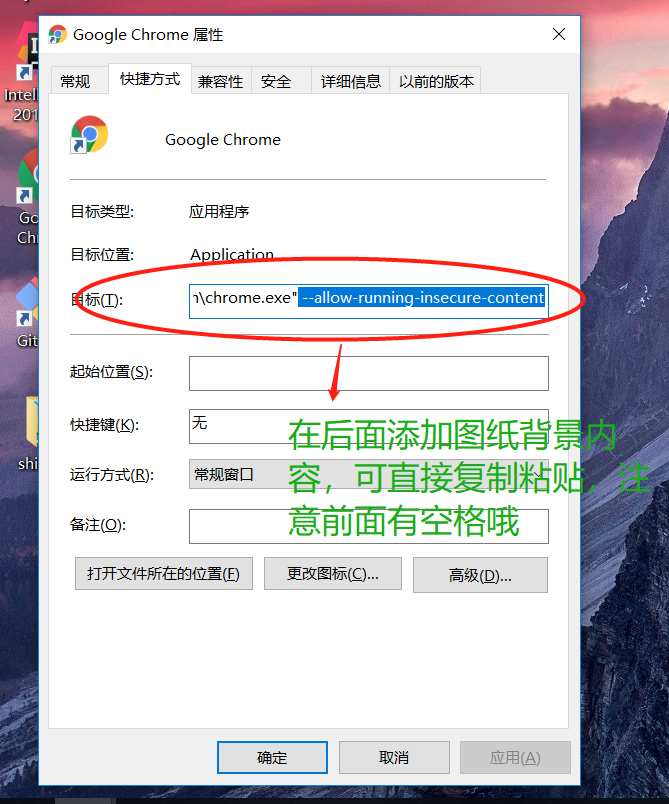 Google Chrome 属性
常规
快捷方式
兼容性
安全
详细信息
以前的版本
Intell
201
Google Chrome
目标类型:
应用程序
Go
Ch
目标位置:
Application
目标(T):
\chrome.exe" --allow-running-insecure-content
Git
起始位置(S):
快捷键(K):
无
在后面添加图纸背景内
容，可直接复制粘贴，注
意前面有空格哦
shi
运行方式(R):
常规窗口
备注(O):
打开文件所在的位置(F)
更改图标(C)...
高级(D)...
确定
取消
应用(A)